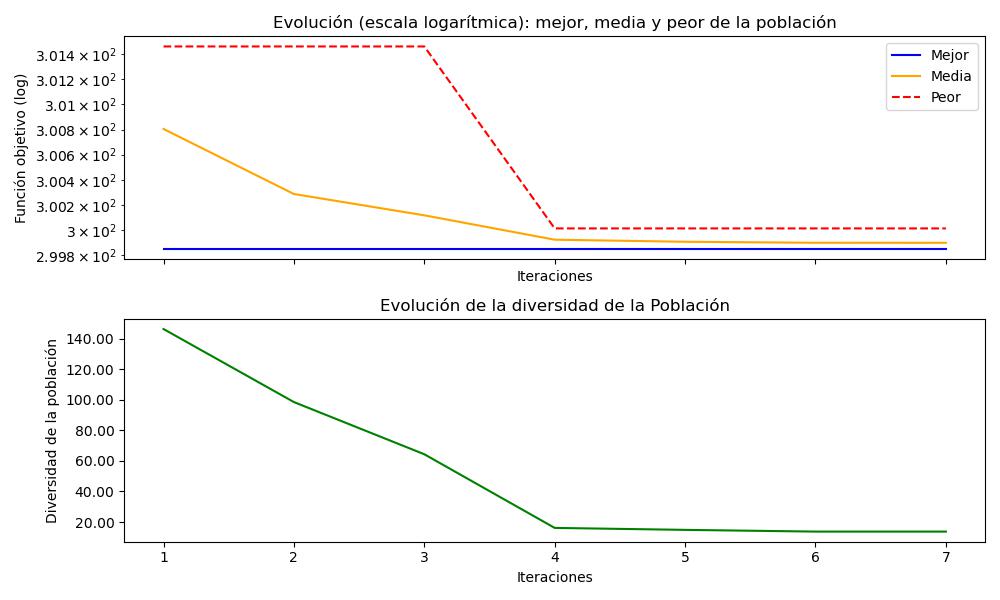 Evolución (escala logarítmica): mejor, media y peor de la población
Función objetivo (log)
3.014 × 10²
3.012 × 10²
3.01 × 10²
3.008 × 10²
3.006 × 10²
3.004 × 10²
3.002 × 10²
3 × 10²
2.998 × 10²
Mejor
Media
Peor
Iteraciones
Evolución de la diversidad de la Población
Diversidad de la población
140.00
120.00
100.00
80.00
60.00
40.00
20.00
1 2 3 4 5 6 7
Iteraciones